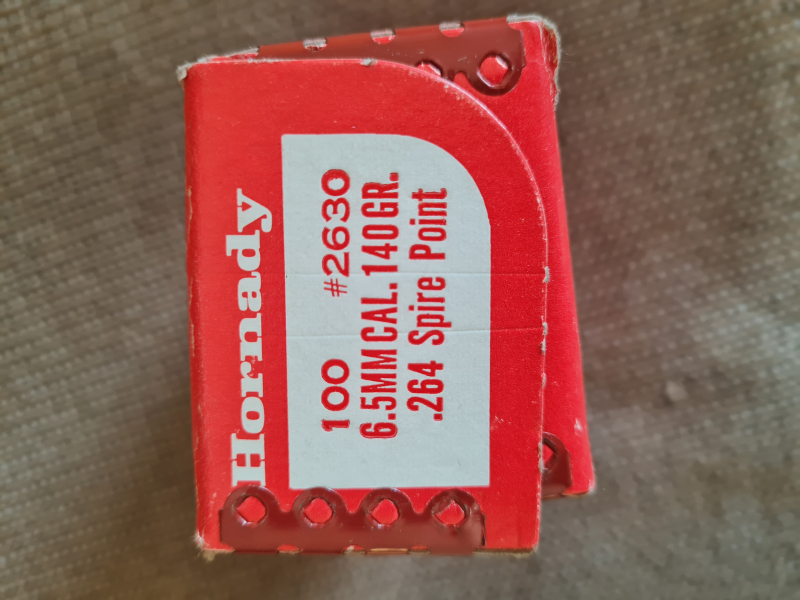 Hornady
100 #2630
6.5MM CAL. 140 GR.
.264 Spire Point